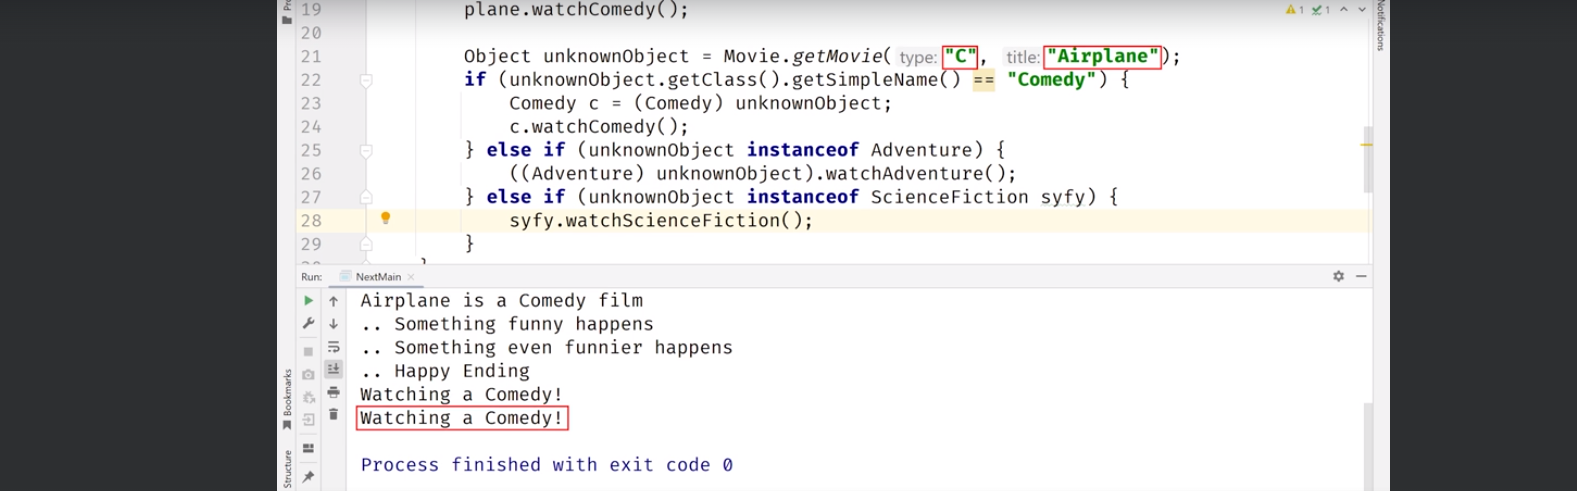 Pr
19 plane.watchComedy();
20
21 Object unknownObject = Movie.getMovie( type: "C", title: "Airplane");
22 if (unknownObject.getClass().getSimpleName() == "Comedy") {
23 Comedy c = (Comedy) unknownObject;
24 c.watchComedy();
25 } else if (unknownObject instanceof Adventure) {
26 ((Adventure) unknownObject).watchAdventure();
27 } else if (unknownObject instanceof ScienceFiction syfy) {
28 syfy.watchScienceFiction();
29 }
1 1
Notifications
Run: NextMain
Airplane is a Comedy film
.. Something funny happens
.. Something even funnier happens
.. Happy Ending
Watching a Comedy!
Watching a Comedy!
Process finished with exit code 0
Bookmarks
Structure